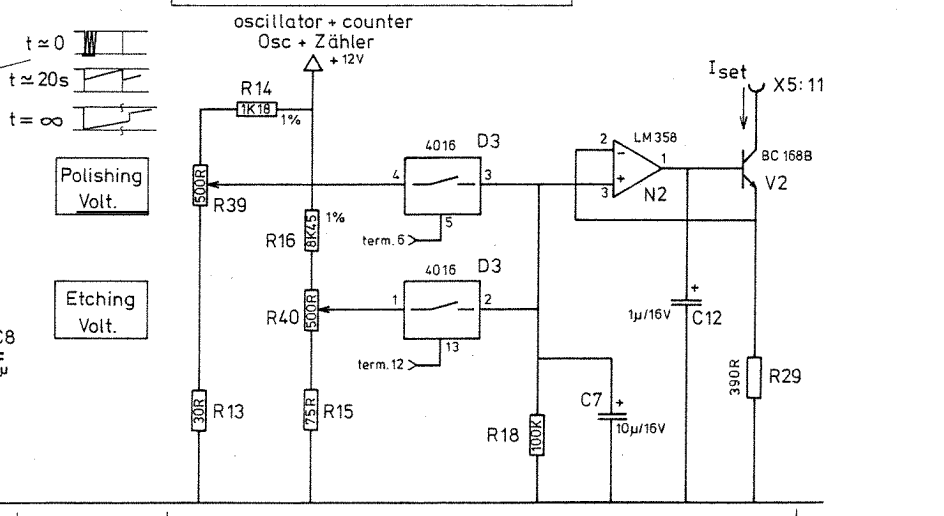 oscillator + counter
Osc + Zähler
+ 12V
t ≃ 0
t ≃ 20s
t = ∞
R14
1K18
1%
Polishing
Volt.
500R
R39
4016
D3
4
3
5
term. 6
R16
8K45
1%
Etching
Volt.
R40
500R
4016
D3
1
2
13
term. 12
I set
X5: 11
LM 358
2
-
+
3
1
N2
BC 168B
V2
+
1µ/16V
C12
C8
µ
30R
R13
75R
R15
R18
100K
C7
+
10µ/16V
390R
R29